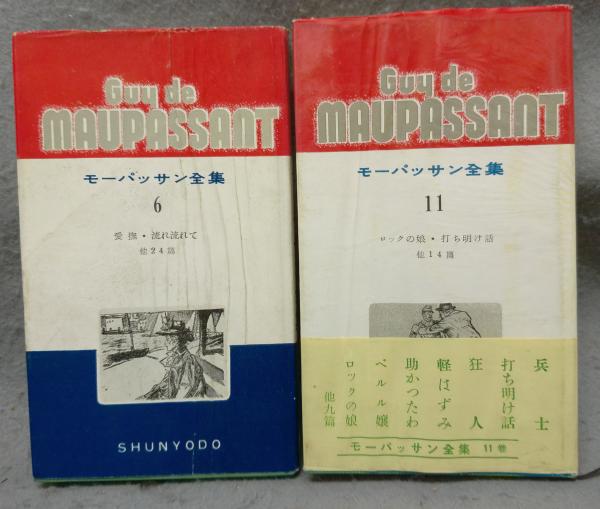 Guy de
MAUPASSANT
モーパッサン全集
6
愛撫・流れ流れて
他24篇
SHUNYODO
Guy de
MAUPASSANT
モーパッサン全集
11
ロックの娘・打ち明け話
他14篇
兵士
打ち明け話
狂人
軽はずみ
助かつたわ
ベルル嬢
ロツクの娘
他九篇
モーパッサン全集 11巻